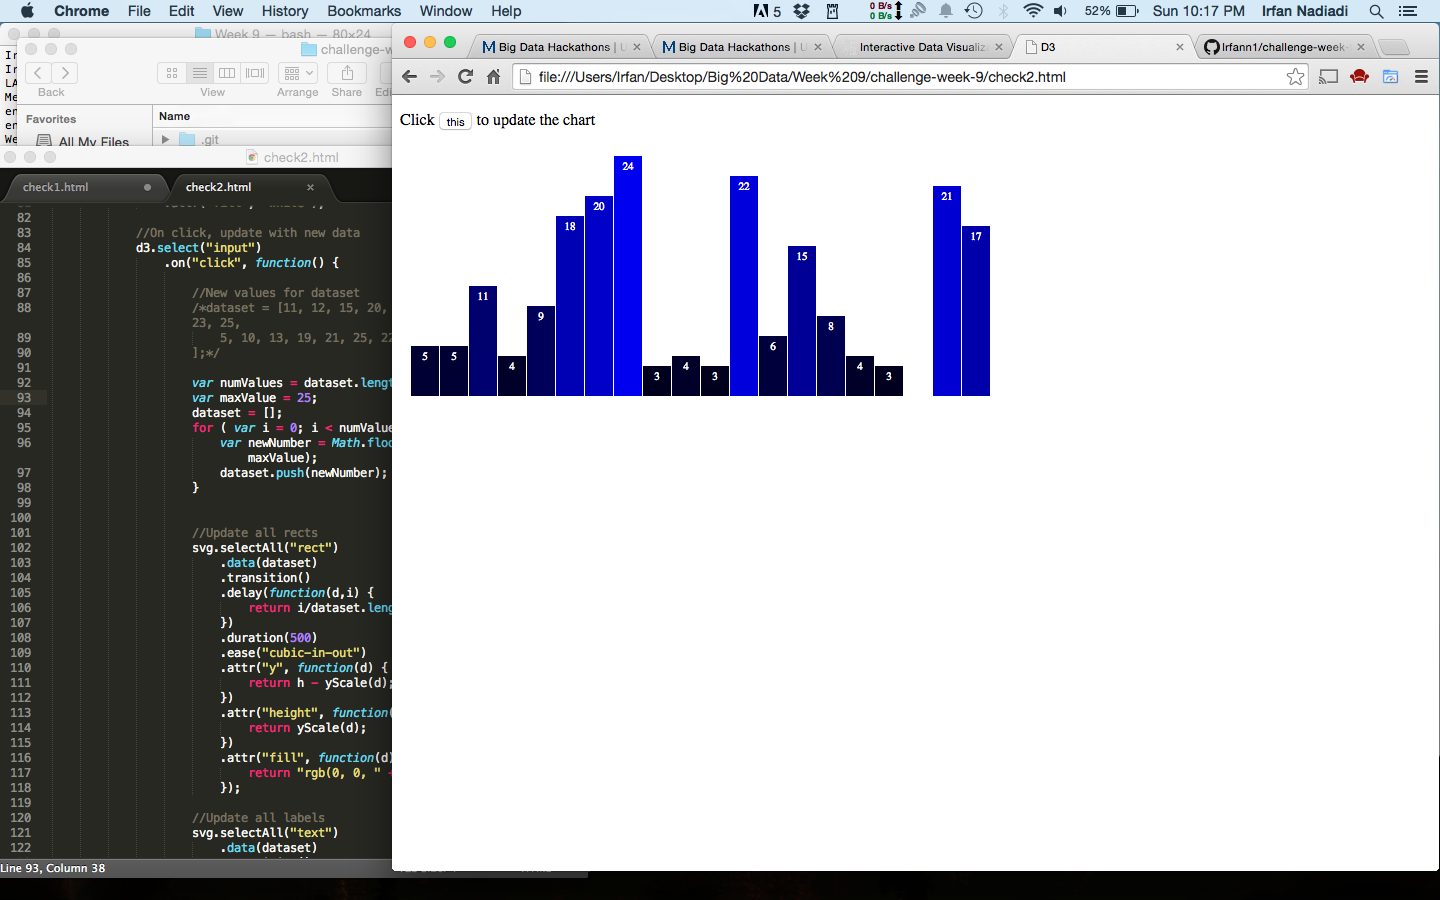 Chrome File Edit View History Bookmarks Window Help
5 0 B/s 0 B/s 52% Sun 10:17 PM Irfan Nadiadi
Week 9 — bash — 80×24
challenge-w
Back View Arrange Share Edi
Favorites
All My Files
Name
.git
check2.html
check1.html
check2.html
82
83 //On click, update with new data
84 d3.select("input")
85 .on("click", function() {
86
87 //New values for dataset
88 /*dataset = [11, 12, 15, 20,
23, 25,
89 5, 10, 13, 19, 21, 25, 22
90 ];*/
91
92 var numValues = dataset.length
93 var maxValue = 25;
94 dataset = [];
95 for ( var i = 0; i < numValue
96 var newNumber = Math.floo
maxValue);
97 dataset.push(newNumber);
98 }
99
100
101 //Update all rects
102 svg.selectAll("rect")
103 .data(dataset)
104 .transition()
105 .delay(function(d,i) {
106 return i/dataset.leng
107 })
108 .duration(500)
109 .ease("cubic-in-out")
110 .attr("y", function(d) {
111 return h - yScale(d);
112 })
113 .attr("height", function(
114 return yScale(d);
115 })
116 .attr("fill", function(d)
117 return "rgb(0, 0, " +
118 });
119
120 //Update all labels
121 svg.selectAll("text")
122 .data(dataset)
Line 93, Column 38
Big Data Hackathons | U
Big Data Hackathons | U
Interactive Data Visualiz
D3
Irfann1/challenge-week-
file:///Users/Irfan/Desktop/Big%20Data/Week%209/challenge-week-9/check2.html
Click this to update the chart
5 5 11 4 9 18 20 24 3 4 3 22 6 15 8 4 3 21 17